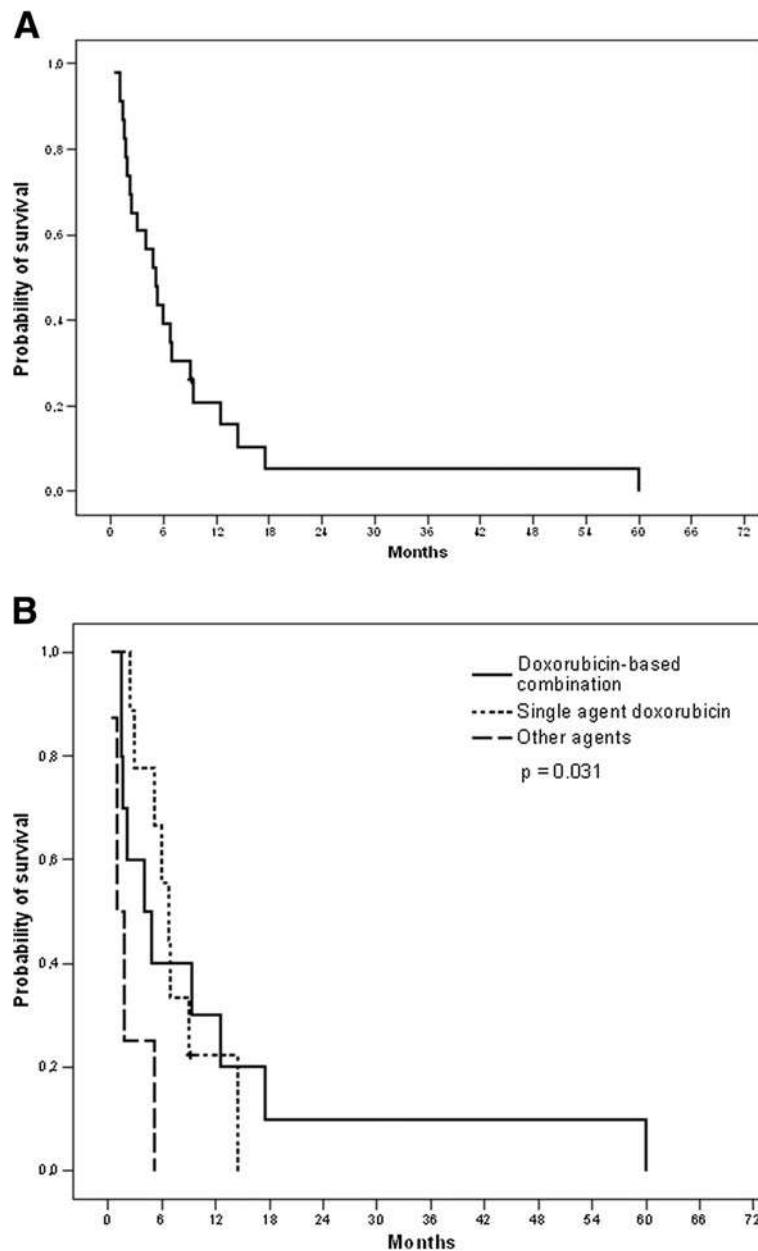 A
1,0
0,8
0,6
0,4
0,2
0,0
Probability of survival
0 6 12 18 24 30 36 42 48 54 60 66 72
Months
B
1,0
0,8
0,6
0,4
0,2
0,0
Probability of survival
Doxorubicin-based
combination
Single agent doxorubicin
Other agents
p = 0.031
0 6 12 18 24 30 36 42 48 54 60 66 72
Months